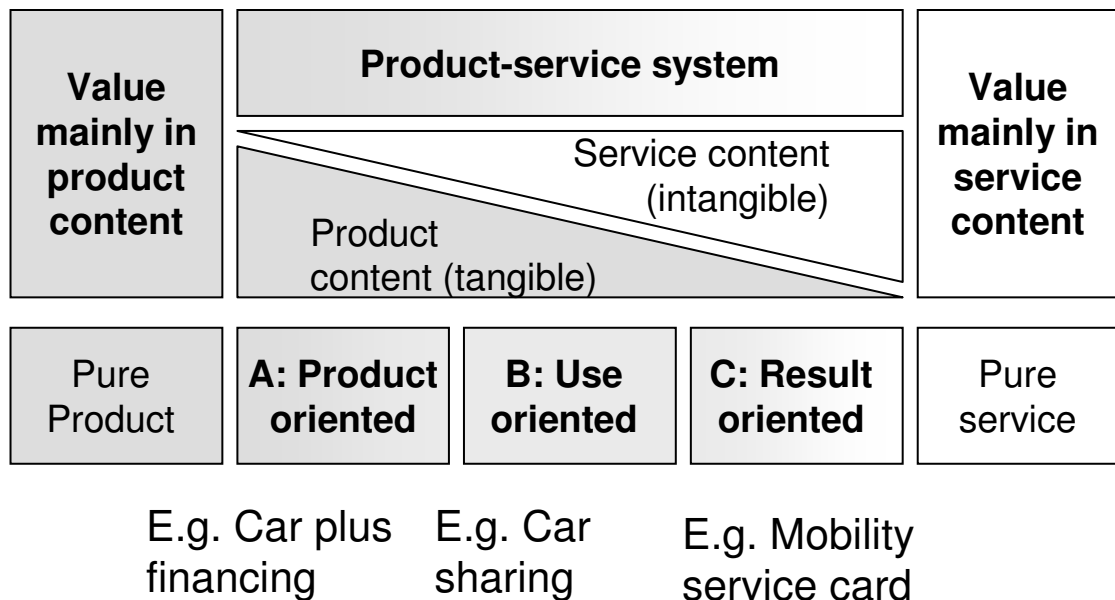 Value
mainly in
product
content
Product-service system
Service content
(intangible)
Product
content (tangible)
Value
mainly in
service
content
Pure
Product
A: Product
oriented
B: Use
oriented
C: Result
oriented
Pure
service
E.g. Car plus
financing
E.g. Car
sharing
E.g. Mobility
service card